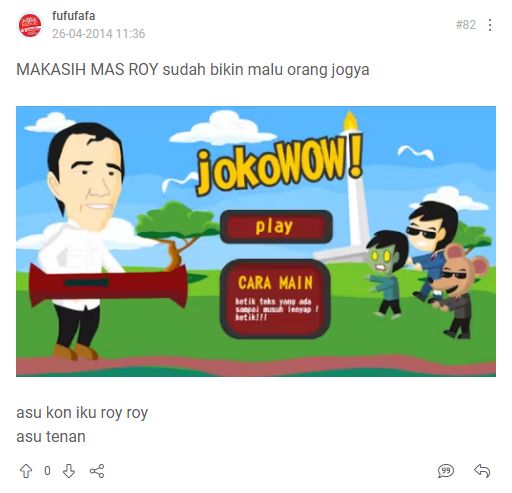 fufufafa
26-04-2014 11:36
#82
MAKASIH MAS ROY sudah bikin malu orang jogya
jokoWOW!
play
CARA MAIN
ketik teks yang ada
sampai musuh lenyap !
ketik!!!
asu kon iku roy roy
asu tenan
0
99